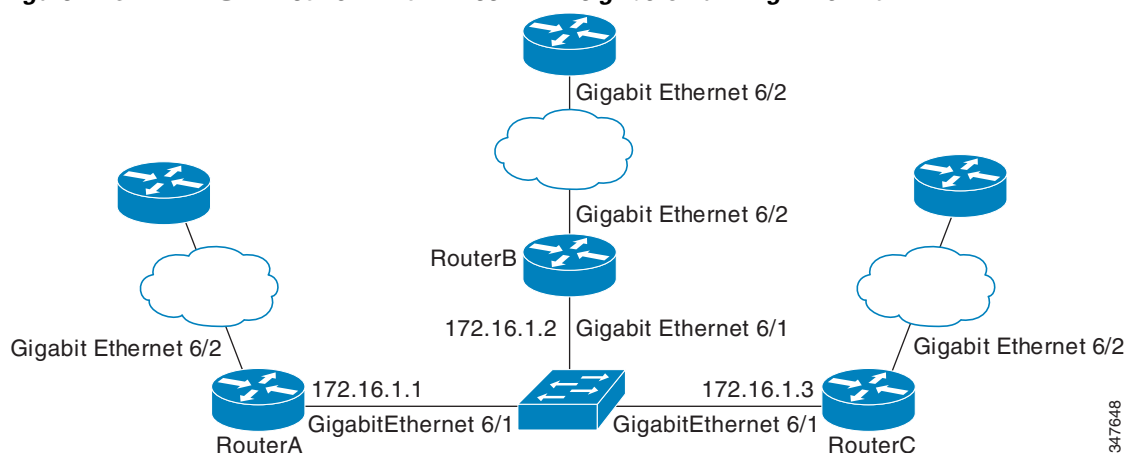 Gigabit Ethernet 6/2
Gigabit Ethernet 6/2
RouterB
172.16.1.2 Gigabit Ethernet 6/1
Gigabit Ethernet 6/2
Gigabit Ethernet 6/2
172.16.1.1
172.16.1.3
GigabitEthernet 6/1
GigabitEthernet 6/1
RouterA
RouterC
347648